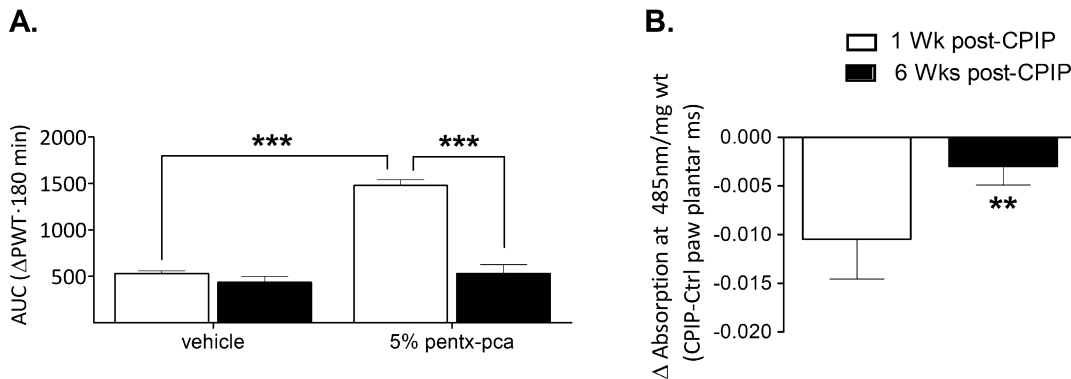 A.
AUC (ΔPWT·180 min)
2000
1500
1000
500
***
***
vehicle
5% pentx-pca
B.
1 Wk post-CPIP
6 Wks post-CPIP
Δ Absorption at 485nm/mg wt
(CPIP-Ctrl paw plantar ms)
0.000
-0.005
-0.010
-0.015
-0.020
**